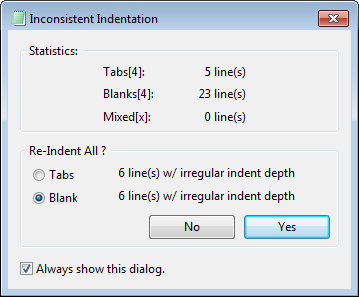 Inconsistent Indentation
Statistics:
Tabs[4]: 5 line(s)
Blanks[4]: 23 line(s)
Mixed[x]: 0 line(s)
Re-Indent All ?
Tabs 6 line(s) w/ irregular indent depth
Blank 6 line(s) w/ irregular indent depth
No Yes
Always show this dialog.